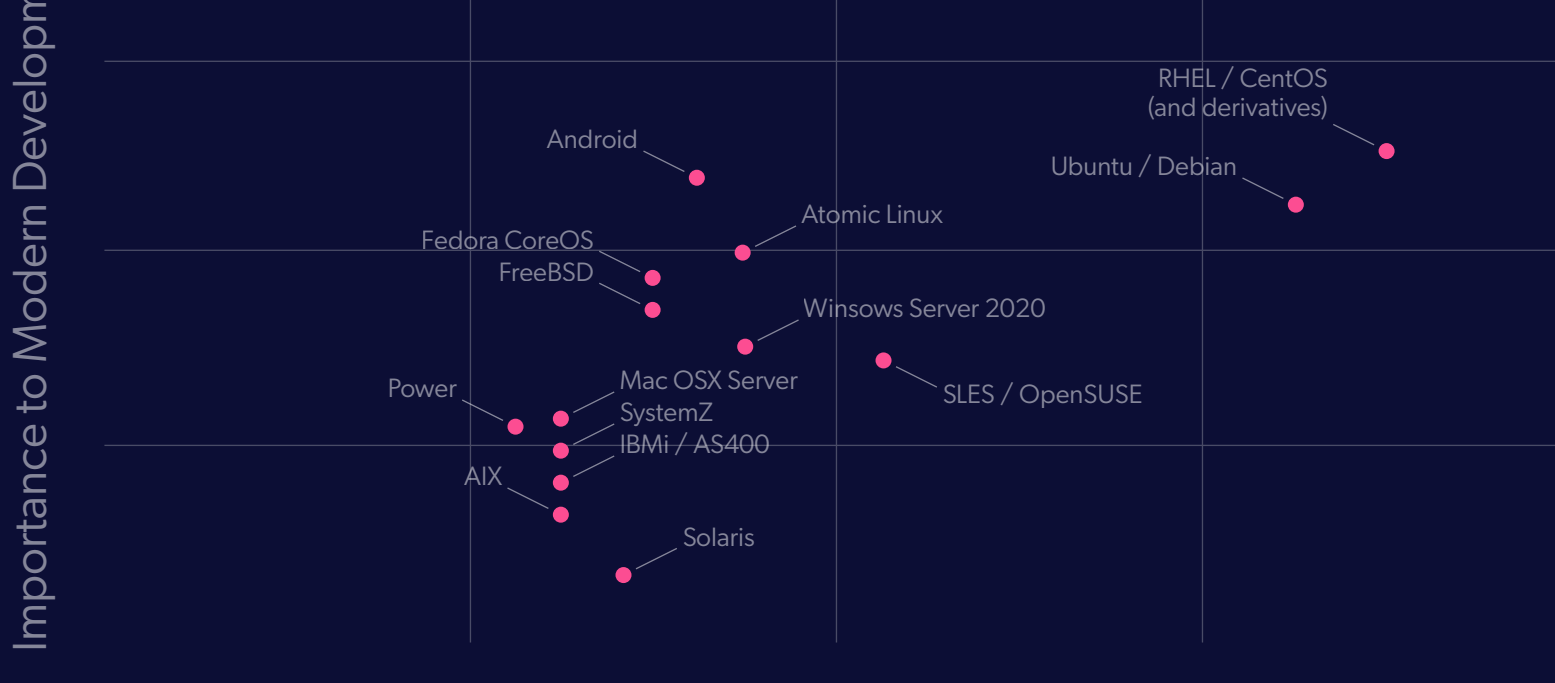 Importance to Modern Developm
RHEL / CentOS
(and derivatives)
Android
Ubuntu / Debian
Atomic Linux
Fedora CoreOS
FreeBSD
Winsows Server 2020
Mac OSX Server
Power
SLES / OpenSUSE
SystemZ
IBMi / AS400
AIX
Solaris